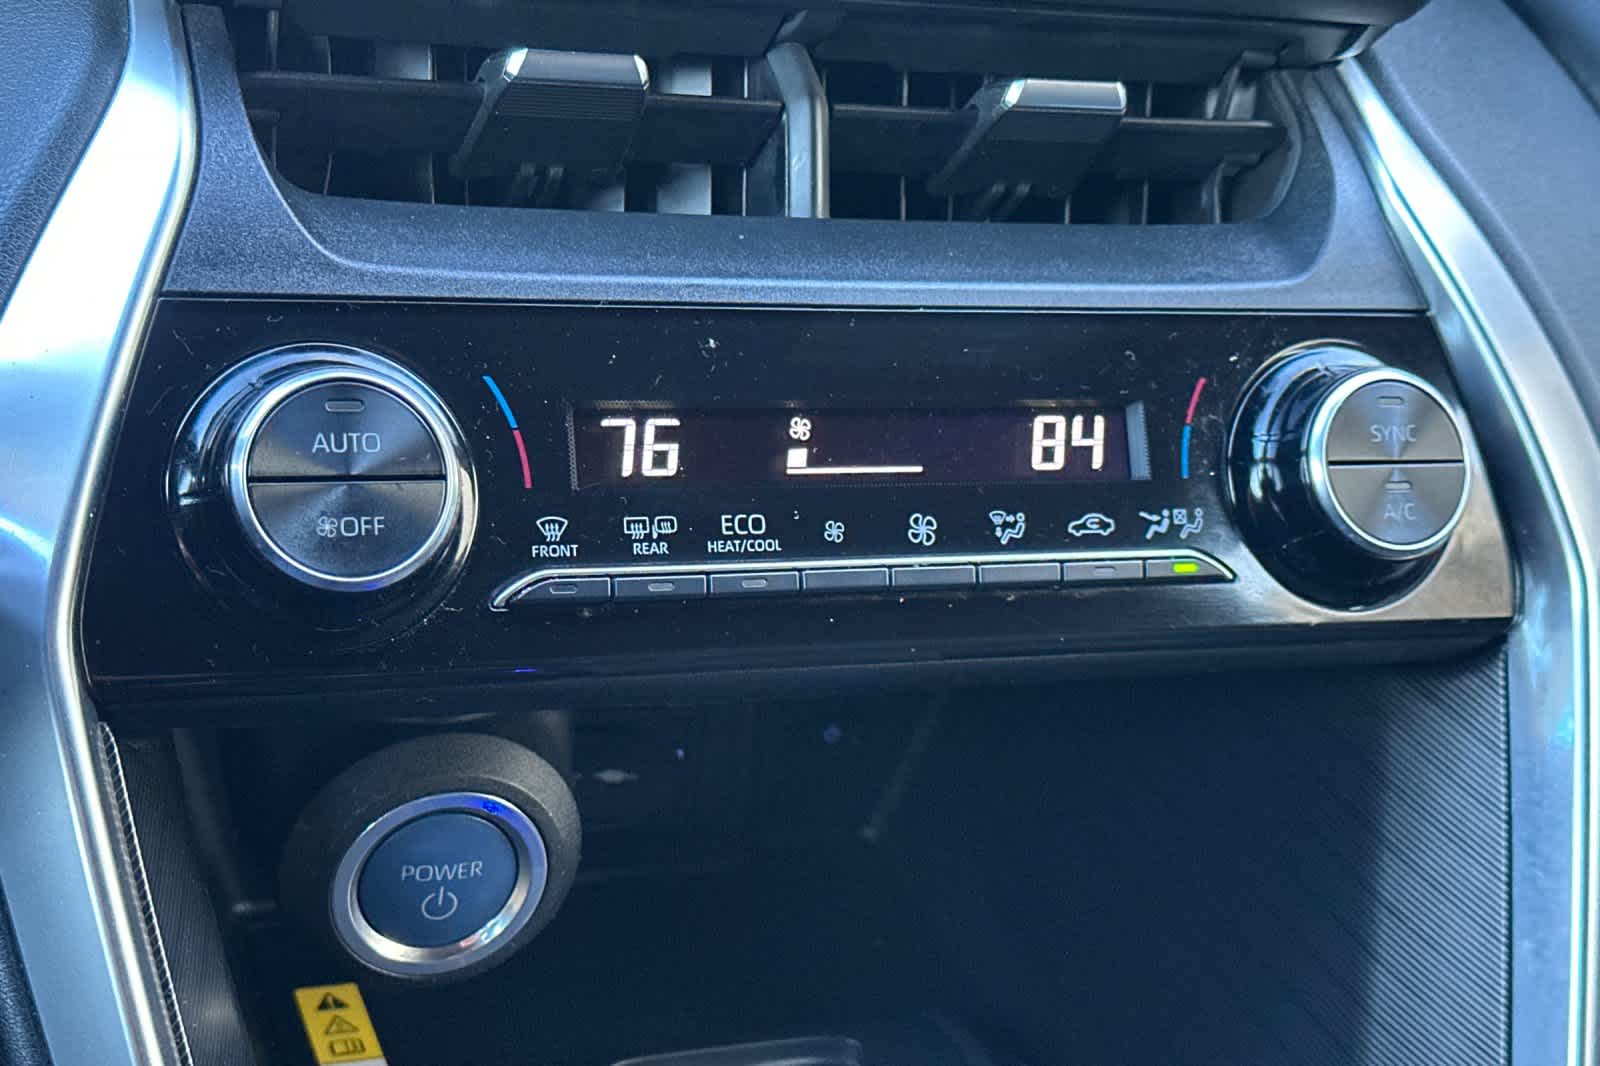 AUTO
OFF
76
84
SYNC
A/C
FRONT
REAR
ECO
HEAT/COOL
POWER